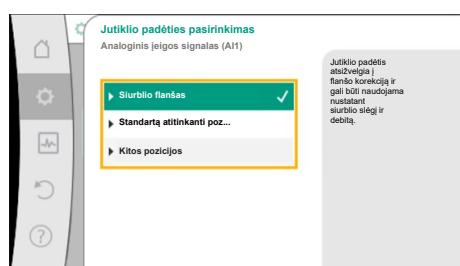 Jutiklio padėties pasirinkimas
Analoginis įeigos signalas (AI1)
Siurblio flanšas
Standartą atitinkanti poz...
Kitos pozicijos
Jutiklio padėtis
atsižvelgia į
flanšo korekciją ir
gali būti naudojama
nustatant
siurblio slėgį ir
debitą.